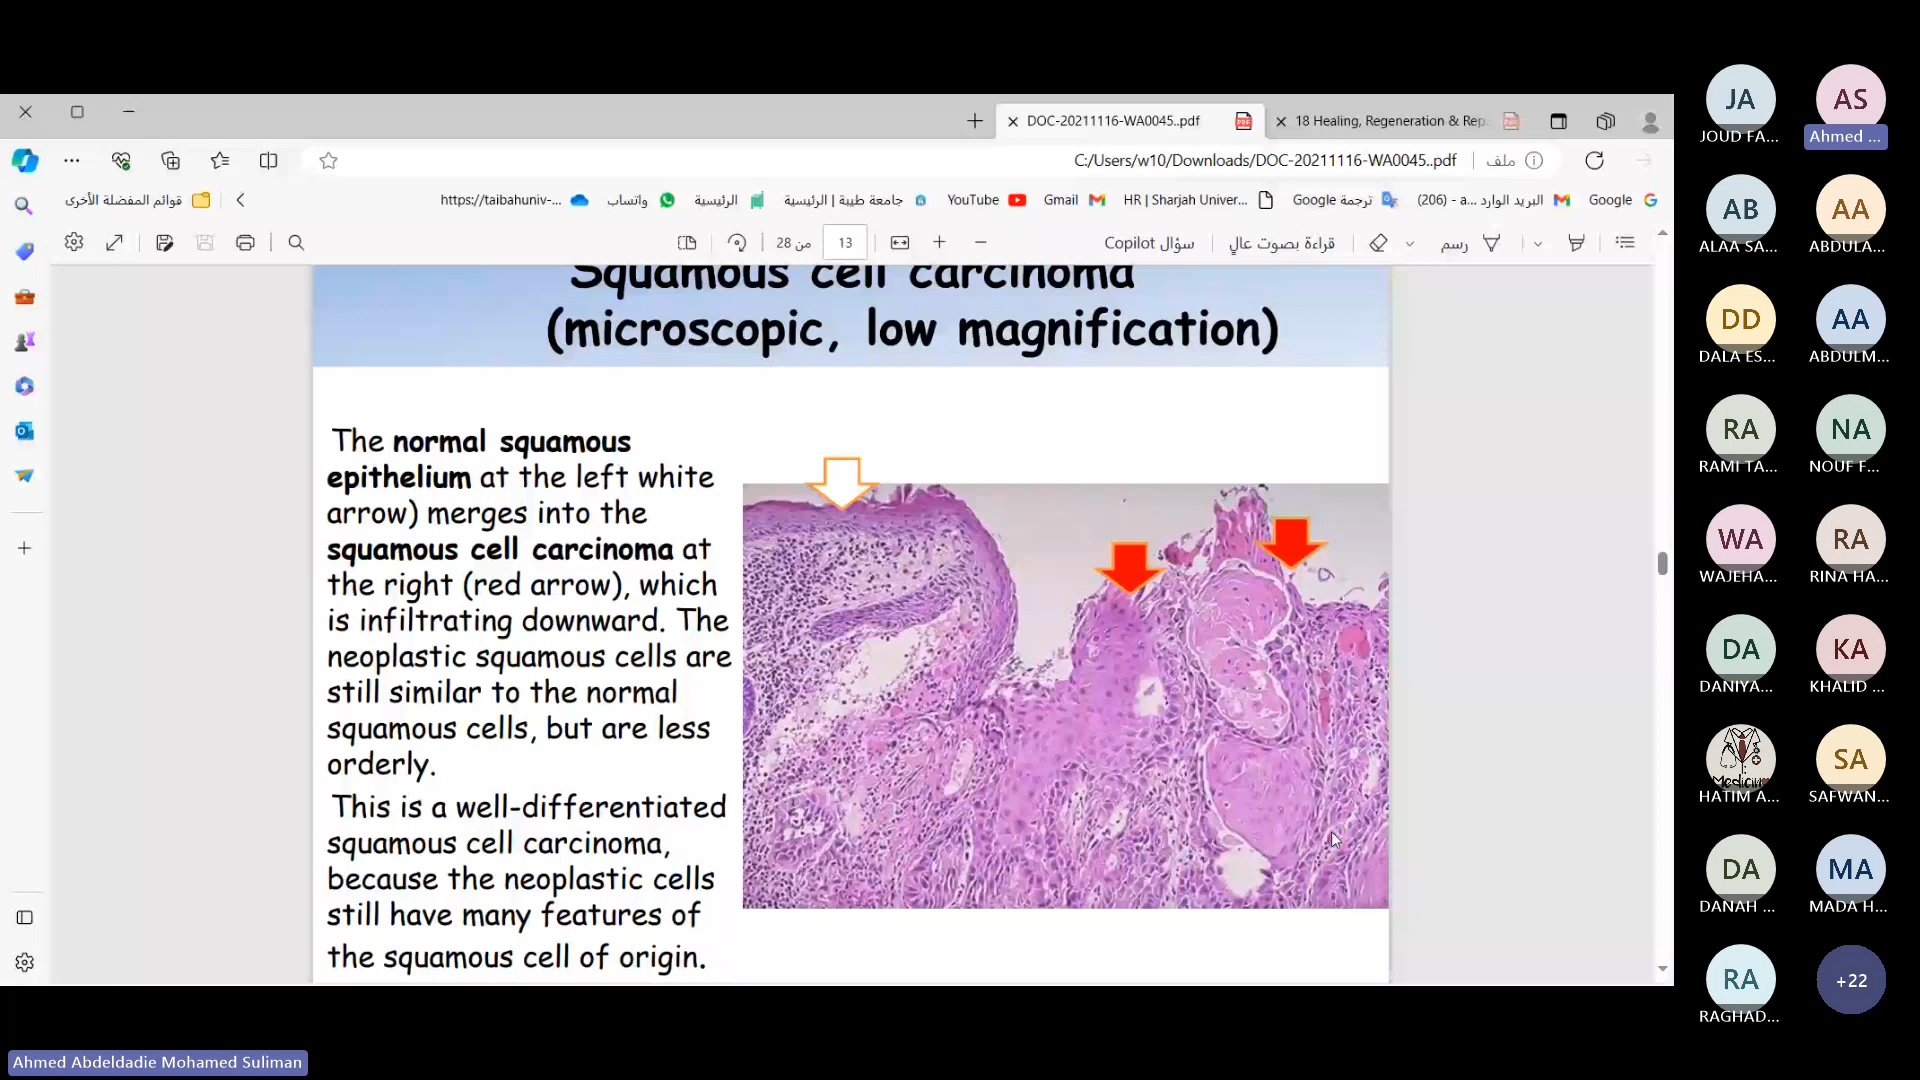 DOC-20211116-WA0045..pdf
18 Healing, Regeneration & Rep
C:/Users/w10/Downloads/DOC-20211116-WA0045..pdf
ملف
قوائم المفضلة الأخرى
https://taibahuniv-...
واتساب
الرئيسية
جامعة طيبة | الرئيسية
YouTube
Gmail
HR | Sharjah Univer...
ترجمة Google
البريد الوارد (206) - a...
Google
13
من 28
سؤال Copilot
قراءة بصوت عالٍ
رسم
Squamous cell carcinoma
(microscopic, low magnification)
The normal squamous
epithelium at the left white
arrow) merges into the
squamous cell carcinoma at
the right (red arrow), which
is infiltrating downward. The
neoplastic squamous cells are
still similar to the normal
squamous cells, but are less
orderly.
This is a well-differentiated
squamous cell carcinoma,
because the neoplastic cells
still have many features of
the squamous cell of origin.
JA
JOUD FA...
AS
Ahmed ...
AB
ALAA SA...
AA
ABDULA...
DD
DALA ES...
AA
ABDULM...
RA
RAMI TA...
NA
NOUF F...
WA
WAJEHA...
RA
RINA HA...
DA
DANIYA...
KA
KHALID ...
Medicine
HATIM A...
SA
SAFWAN...
DA
DANAH ...
MA
MADA H...
RA
RAGHAD...
+22
Ahmed Abdeldadie Mohamed Suliman